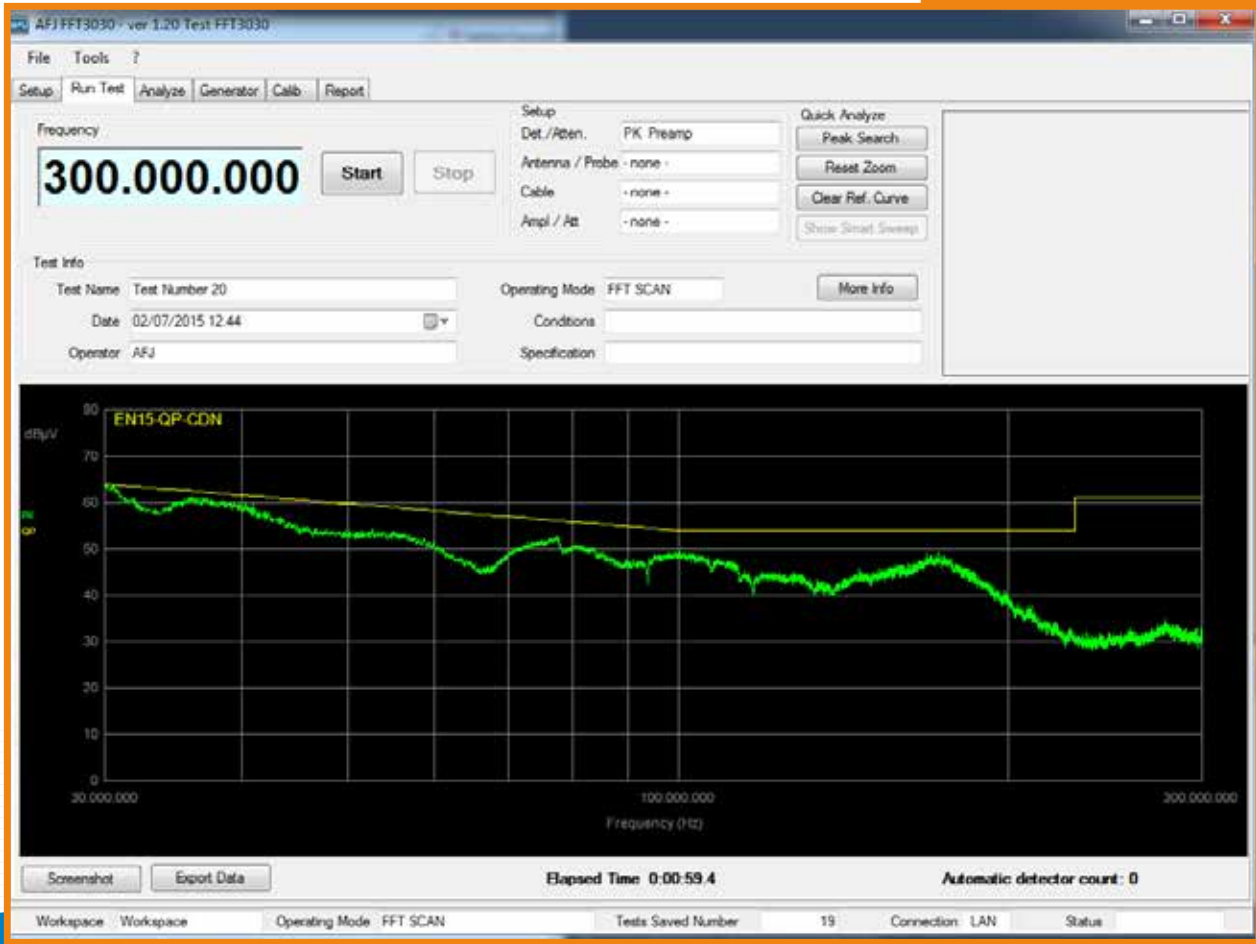 AFJ FFT3030 - ver 1.20 Test FFT3030
File Tools ?
Setup Run Test Analyze Generator Calib Report
Frequency
300.000.000
Start Stop
Setup
Det./Atten. PK Preamp
Antenna / Probe - none -
Cable - none -
Ampl / Att - none -
Quick Analyze
Peak Search
Reset Zoom
Clear Ref. Curve
Show Smart Sweep
Test Info
Test Name Test Number 20
Date 02/07/2015 12.44
Operator AFJ
Operating Mode FFT SCAN
Conditions
Specification
More Info
EN15-QP-CDN
dBµV
80
70
60
50
40
30
20
10
0
PK
QP
30.000.000 100.000.000 300.000.000
Frequency (Hz)
Screenshot Export Data Elapsed Time 0:00:59.4 Automatic detector count: 0
Workspace Workspace Operating Mode FFT SCAN Tests Saved Number 19 Connection LAN Status